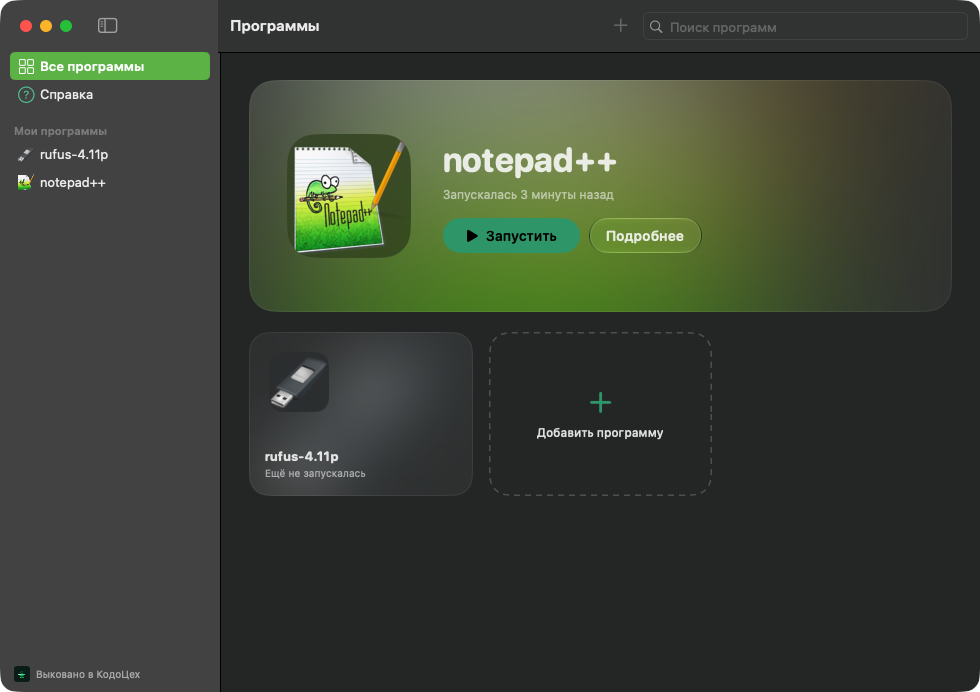 Программы
Поиск программ
Все программы
Справка
Мои программы
rufus-4.11p
notepad++
Notepad++
notepad++
Запускалась 3 минуты назад
Запустить
Подробнее
rufus-4.11p
Ещё не запускалась
Добавить программу
Выковано в КодоЦех